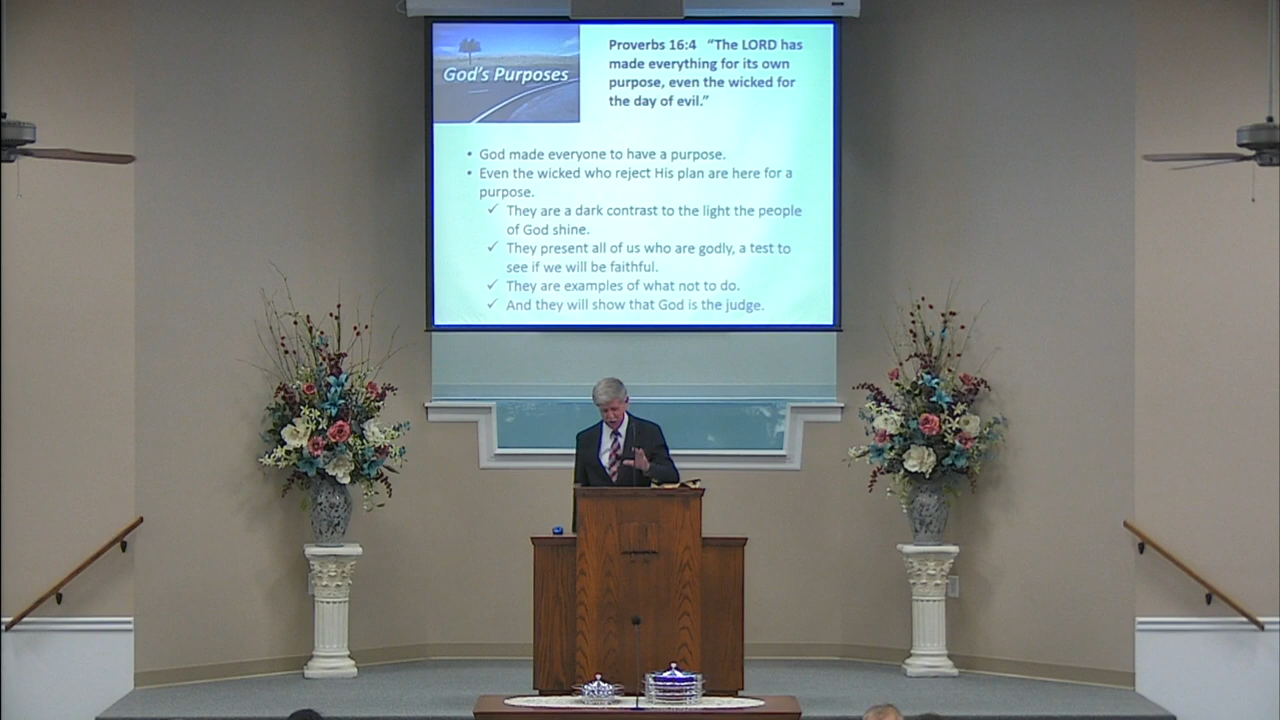 God's Purposes
Proverbs 16:4 "The LORD has
made everything for its own
purpose, even the wicked for
the day of evil."
• God made everyone to have a purpose.
• Even the wicked who reject His plan are here for a
purpose.
✓ They are a dark contrast to the light the people
of God shine.
✓ They present all of us who are godly, a test to
see if we will be faithful.
✓ They are examples of what not to do.
✓ And they will show that God is the judge.